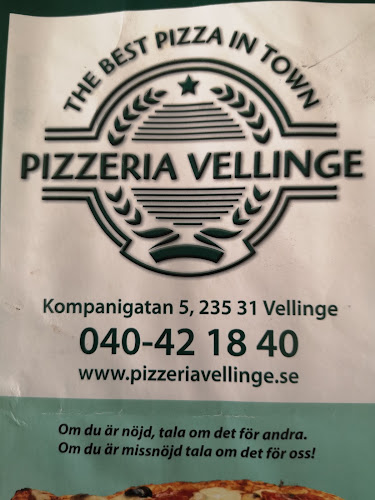 THE BEST PIZZA IN TOWN
PIZZERIA VELLINGE
Kompanigatan 5, 235 31 Vellinge
040-42 18 40
www.pizzeriavellinge.se
Om du är nöjd, tala om det för andra.
Om du är missnöjd tala om det för oss!